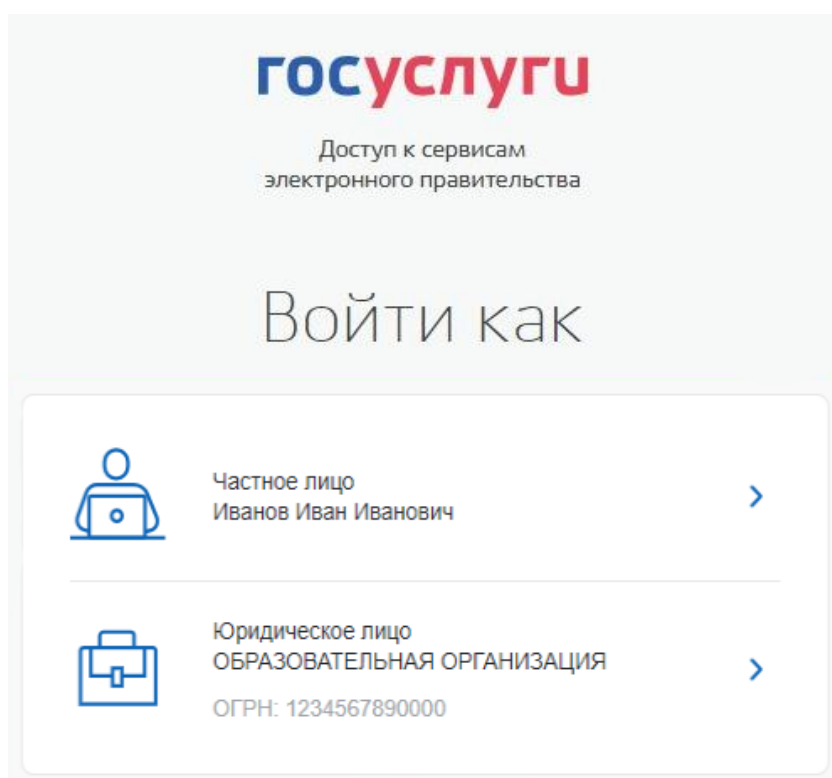 госуслуги
Доступ к сервисам
электронного правительства
Войти как
Частное лицо
Иванов Иван Иванович
Юридическое лицо
ОБРАЗОВАТЕЛЬНАЯ ОРГАНИЗАЦИЯ
ОГРН: 1234567890000